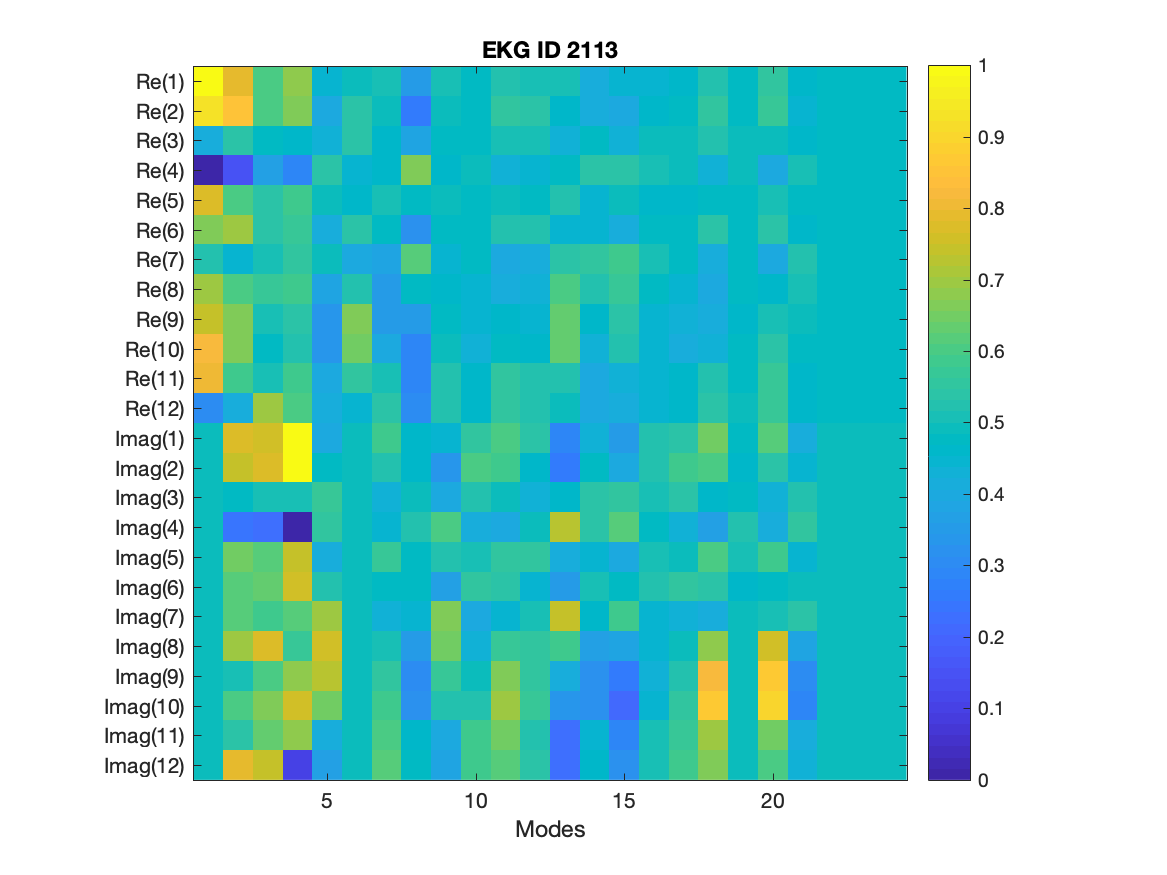 EKG ID 2113
Re(1)
Re(2)
Re(3)
Re(4)
Re(5)
Re(6)
Re(7)
Re(8)
Re(9)
Re(10)
Re(11)
Re(12)
Imag(1)
Imag(2)
Imag(3)
Imag(4)
Imag(5)
Imag(6)
Imag(7)
Imag(8)
Imag(9)
Imag(10)
Imag(11)
Imag(12)
5 10 15 20
Modes
1
0.9
0.8
0.7
0.6
0.5
0.4
0.3
0.2
0.1
0